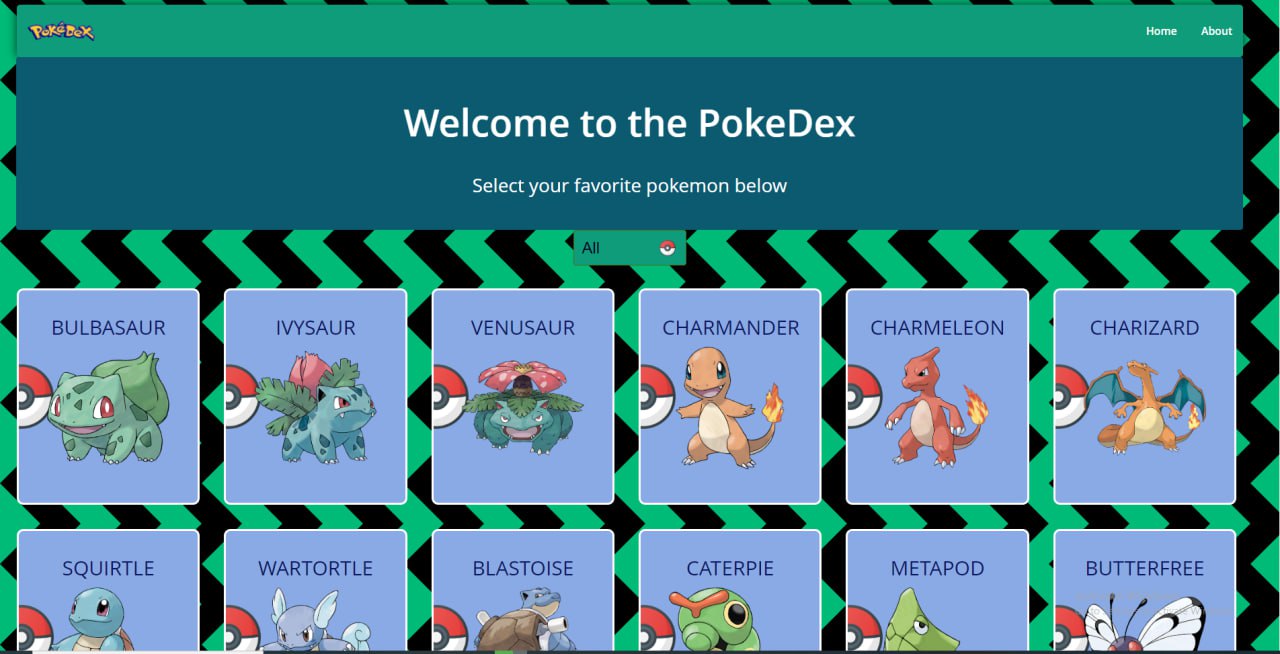 PokéDex
Home
About
Welcome to the PokeDex
Select your favorite pokemon below
All
BULBASAUR
IVYSAUR
VENUSAUR
CHARMANDER
CHARMELEON
CHARIZARD
SQUIRTLE
WARTORTLE
BLASTOISE
CATERPIE
METAPOD
BUTTERFREE